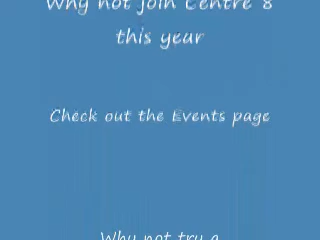 Why not join Centre 8
this year
Check out the Events page
Why not try a